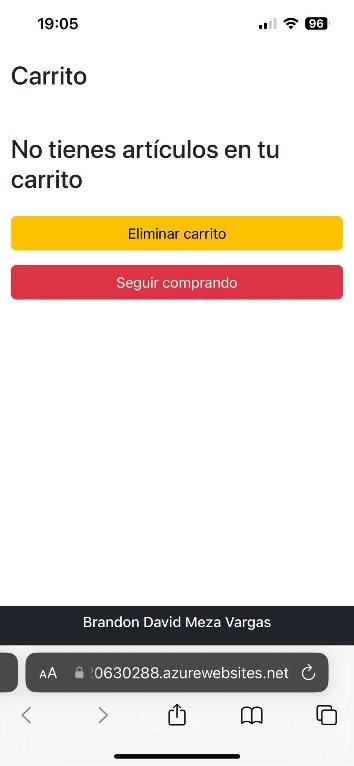 19:05
96
Carrito
No tienes artículos en tu
carrito
Eliminar carrito
Seguir comprando
Brandon David Meza Vargas
AA
0630288.azurewebsites.net